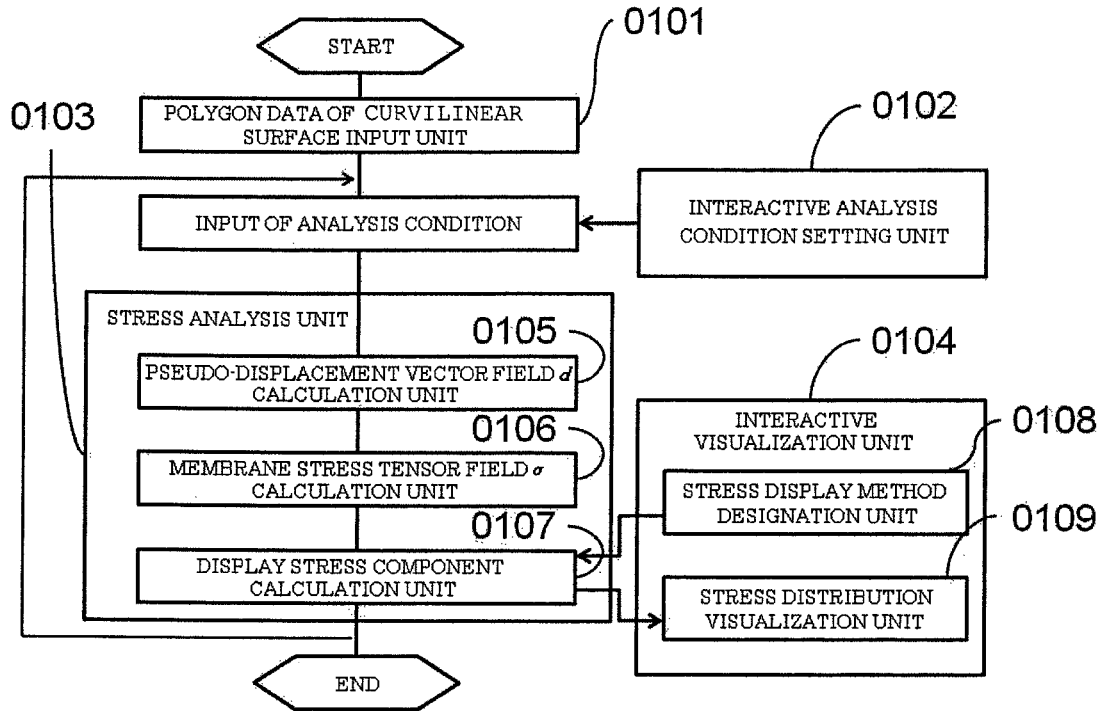 START
0101
POLYGON DATA OF CURVILINEAR
SURFACE INPUT UNIT
0103
0102
INPUT OF ANALYSIS CONDITION
INTERACTIVE ANALYSIS
CONDITION SETTING UNIT
STRESS ANALYSIS UNIT
0105
PSEUDO-DISPLACEMENT VECTOR FIELD d
CALCULATION UNIT
0106
MEMBRANE STRESS TENSOR FIELD σ
CALCULATION UNIT
0107
DISPLAY STRESS COMPONENT
CALCULATION UNIT
0104
INTERACTIVE
VISUALIZATION UNIT
0108
STRESS DISPLAY METHOD
DESIGNATION UNIT
0109
STRESS DISTRIBUTION
VISUALIZATION UNIT
END